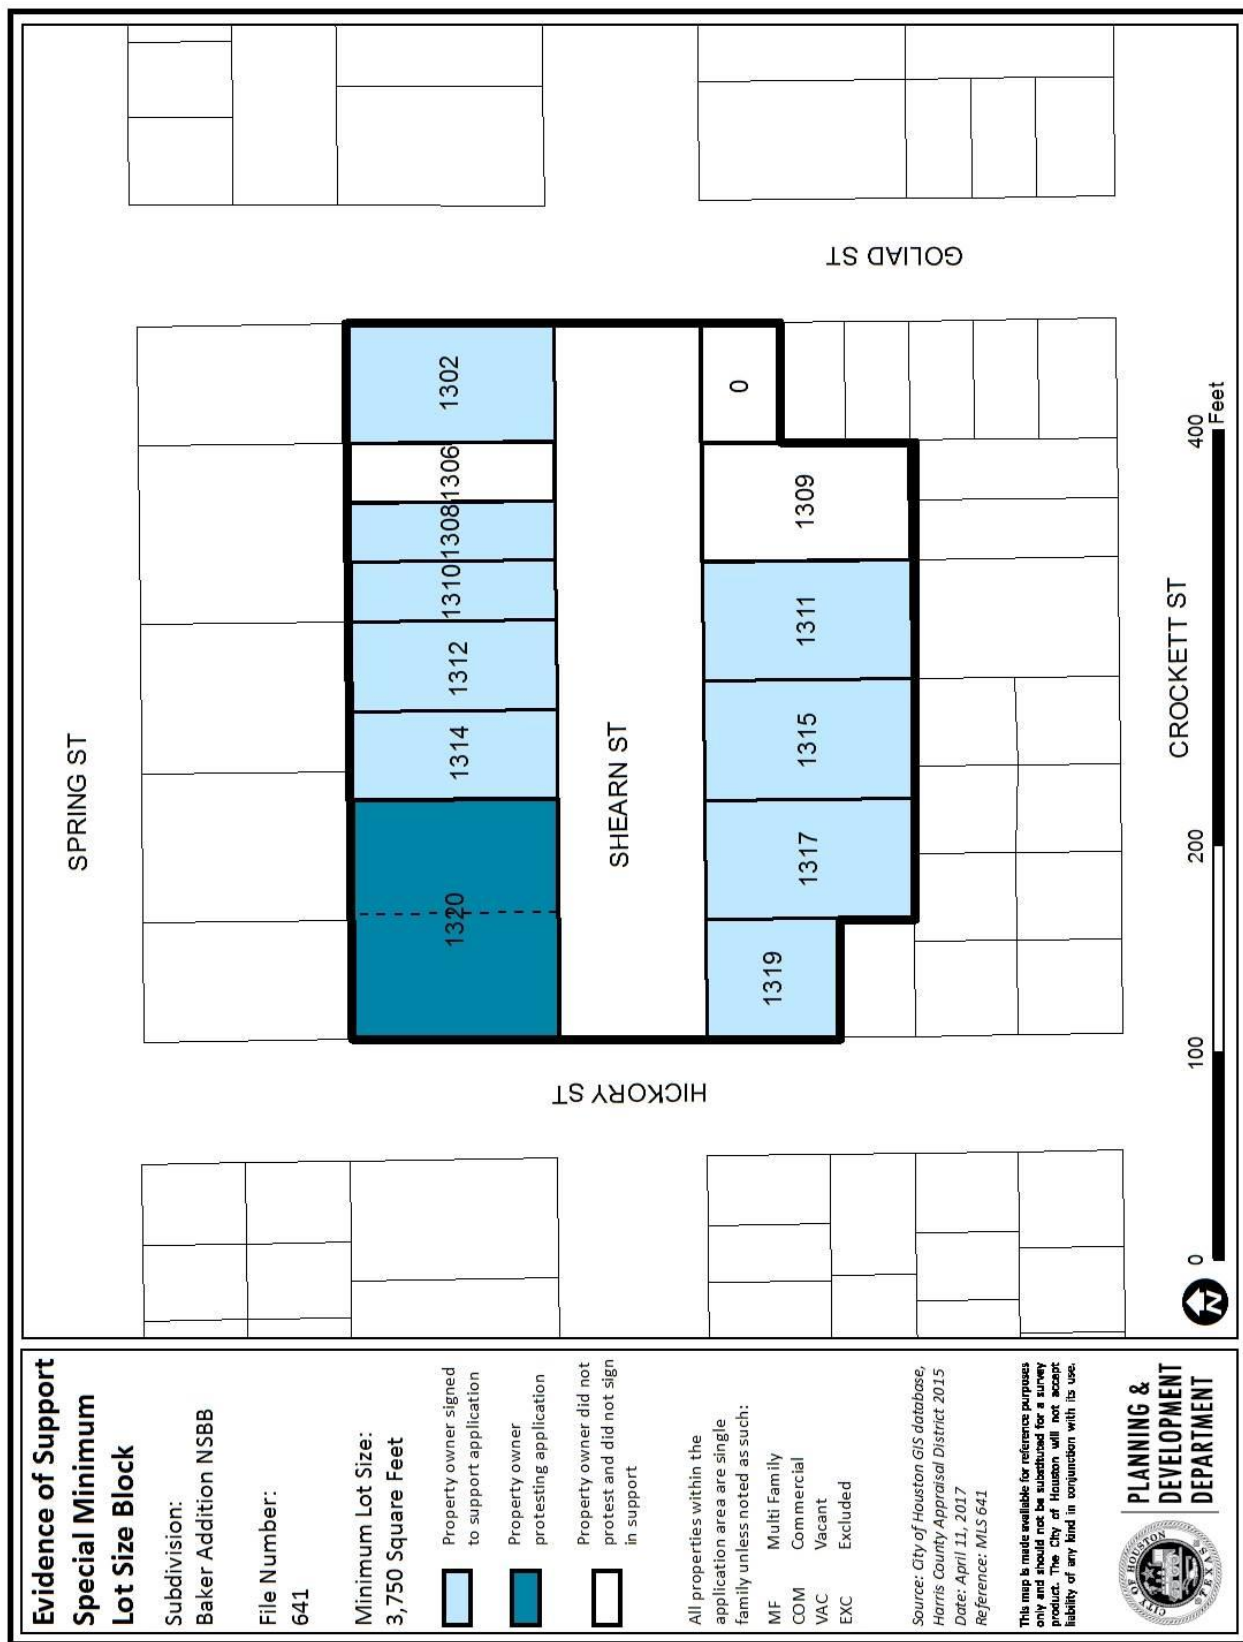 Evidence of Support
Special Minimum
Lot Size Block
Subdivision:
Baker Addition NSBB
File Number:
641
Minimum Lot Size:
3,750 Square Feet
Property owner signed
to support application
Property owner
protesting application
Property owner did not
protest and did not sign
in support
All properties within the
application area are single
family unless noted as such:
MF Multi Family
COM Commercial
VAC Vacant
EXC Excluded
Source: City of Houston GIS database,
Harris County Appraisal District 2015
Date: April 11, 2017
Reference: MLS 641
This map is made available for reference purposes
only and should not be substituted for a survey
product. The City of Houston will not accept
liability of any kind in conjunction with its use.
CITY OF HOUSTON
TEXAS
PLANNING &
DEVELOPMENT
DEPARTMENT
SPRING ST
HICKORY ST
1320
1314
1312
1310
1308
1306
1302
SHEARN ST
GOLIAD ST
1319
1317
1315
1311
1309
0
CROCKETT ST
N
0 100 200 400
Feet